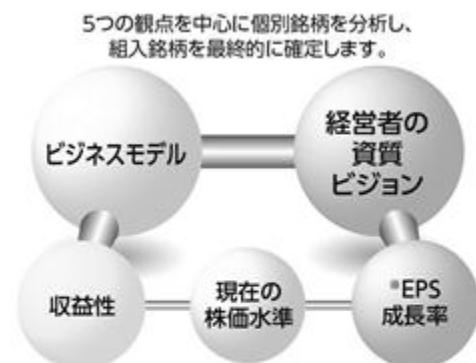 5つの観点を中心に個別銘柄を分析し、
組入銘柄を最終的に確定します。
ビジネスモデル
経営者の
資質
ビジョン
収益性
現在の
株価水準
※EPS
成長率